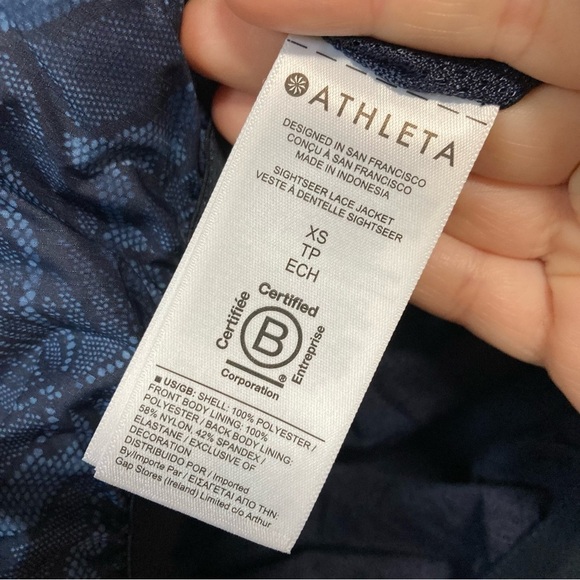 ATHLETA
DESIGNED IN SAN FRANCISCO
CONÇU À SAN FRANCISCO
MADE IN INDONESIA
SIGHTSEER LACE JACKET
VESTE À DENTELLE SIGHTSEER
XS
TP
ECH
Certified
Certifiée
B
Entreprise
Corporation
®
■ US/GB: SHELL: 100% POLYESTER /
FRONT BODY LINING: 100%
POLYESTER / BACK BODY LINING:
58% NYLON, 42% SPANDEX /
ELASTANE / EXCLUSIVE OF
DECORATION
DISTRIBUIDO POR / Imported
By/Importe Par / ΕΙΣΑΓΕΤΑΙ ΑΠΟ ΤΗΝ:
Gap Stores (Ireland) Limited c/o Arthur